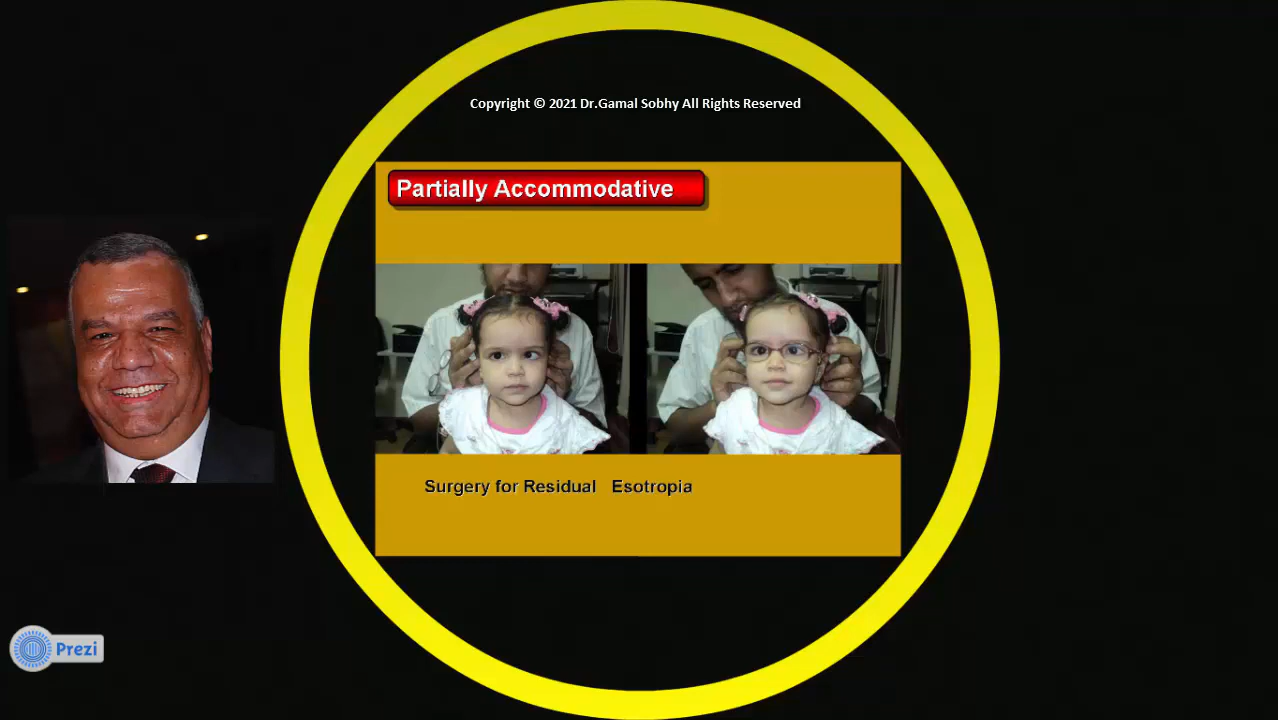 Copyright © 2021 Dr.Gamal Sobhy All Rights Reserved
Partially Accommodative
Surgery for Residual Esotropia
Prezi